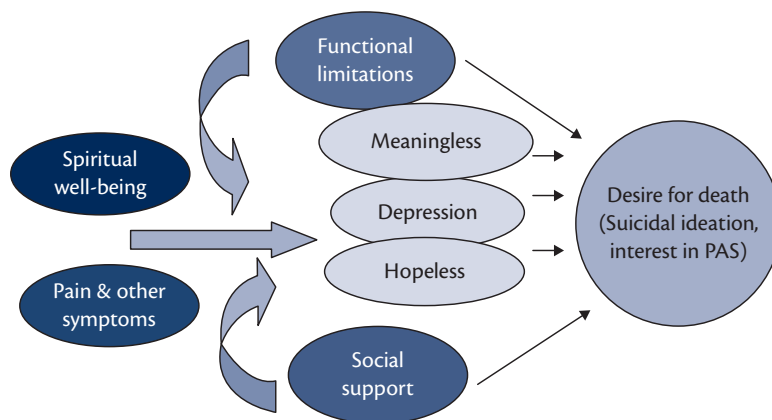 Functional
limitations
Meaningless
Spiritual
well-being
Depression
Desire for death
(Suicidal ideation,
interest in PAS)
Hopeless
Pain & other
symptoms
Social
support